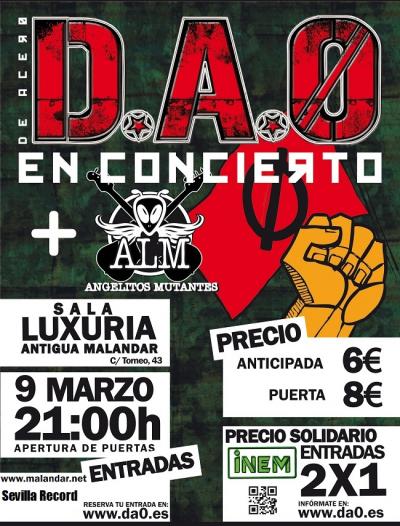 DE ACERØ
D.A.Ø
EN CONCIEЯTO
+
ALM
ANGELITOS MUTANTES
SALA
LUXURIA
ANTIGUA MALANDAR
C/ Torneo, 43
9 MARZO
21:00h
APERTURA DE PUERTAS
PRECIO
ANTICIPADA 6€
PUERTA 8€
ENTRADAS
www.malandar.net
Sevilla Record
RESERVA TU ENTRADA EN:
www.da0.es
PRECIO SOLIDARIO
iNEM
ENTRADAS
2X1
INFÓRMATE EN:
www.da0.es